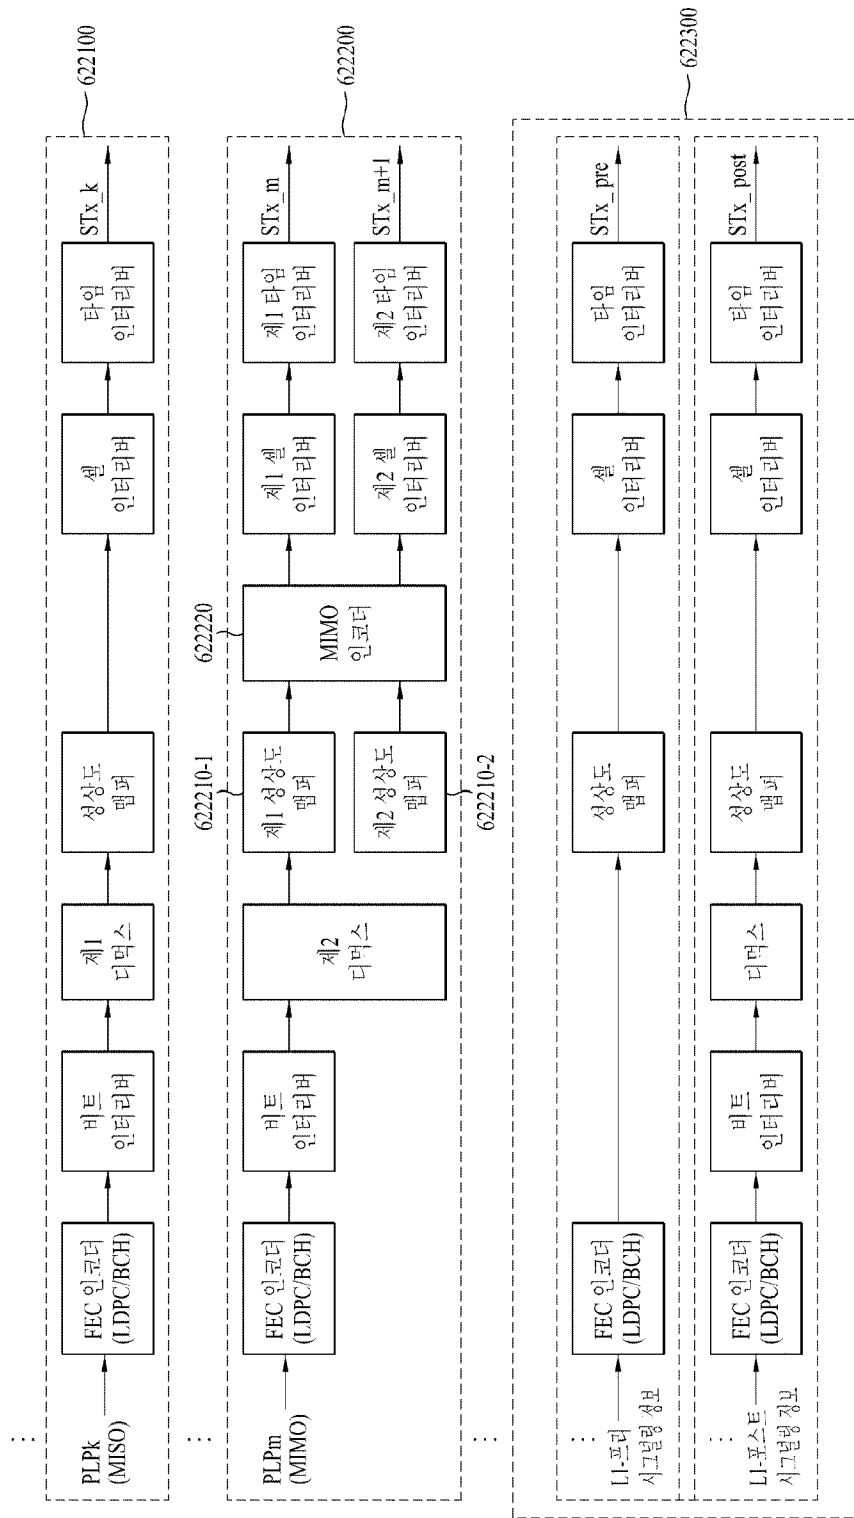 622100
PLPk
(MISO)
FEC 인코더
(LDPC/BCH)
비트
인터리버
제1
디먹스
성상도
맵퍼
셀
인터리버
타임
인터리버
STx_k
622200
PLPm
(MIMO)
FEC 인코더
(LDPC/BCH)
비트
인터리버
제2
디먹스
622210-1
제1 성상도
맵퍼
제2 성상도
맵퍼
622210-2
622220
MIMO
인코더
제1 셀
인터리버
제2 셀
인터리버
제1 타임
인터리버
제2 타임
인터리버
STx_m
STx_m+1
622300
L1-프리
시그널링 정보
FEC 인코더
(LDPC/BCH)
성상도
맵퍼
셀
인터리버
타임
인터리버
STx_pre
L1-포스트
시그널링 정보
FEC 인코더
(LDPC/BCH)
비트
인터리버
디먹스
성상도
맵퍼
셀
인터리버
타임
인터리버
STx_post